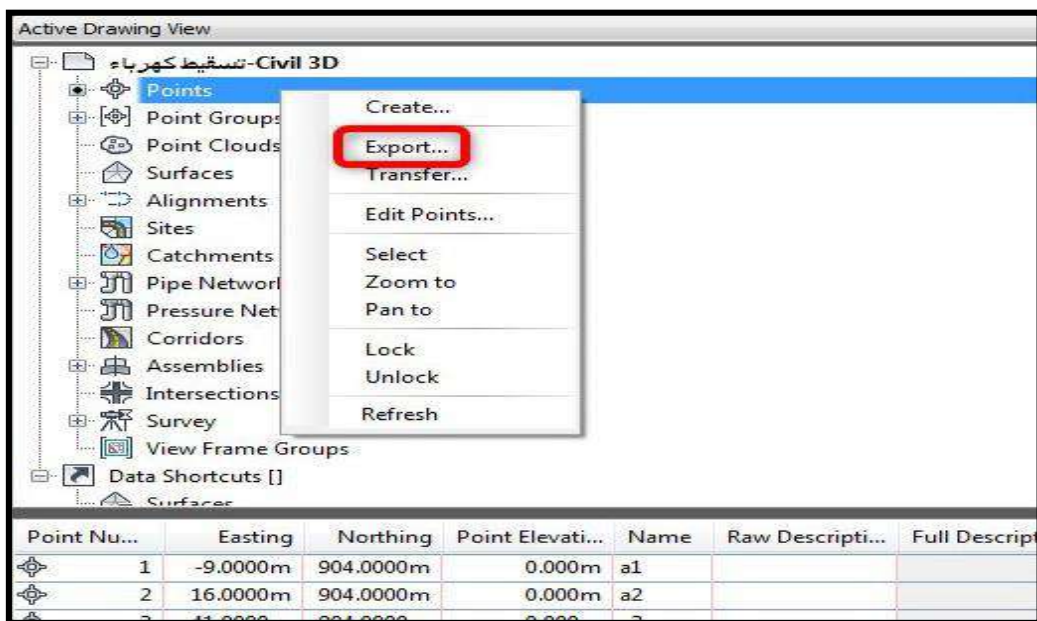 Active Drawing View
تسقيط كهرباء-Civil 3D
Points
Point Groups
Point Clouds
Surfaces
Alignments
Sites
Catchments
Pipe Networ
Pressure Net
Corridors
Assemblies
Intersections
Survey
View Frame Groups
Data Shortcuts []
Surfaces
Create...
Export...
Transfer...
Edit Points...
Select
Zoom to
Pan to
Lock
Unlock
Refresh
Point Nu... Easting Northing Point Elevati... Name Raw Descripti... Full Descript
1 -9.0000m 904.0000m 0.000m a1
2 16.0000m 904.0000m 0.000m a2